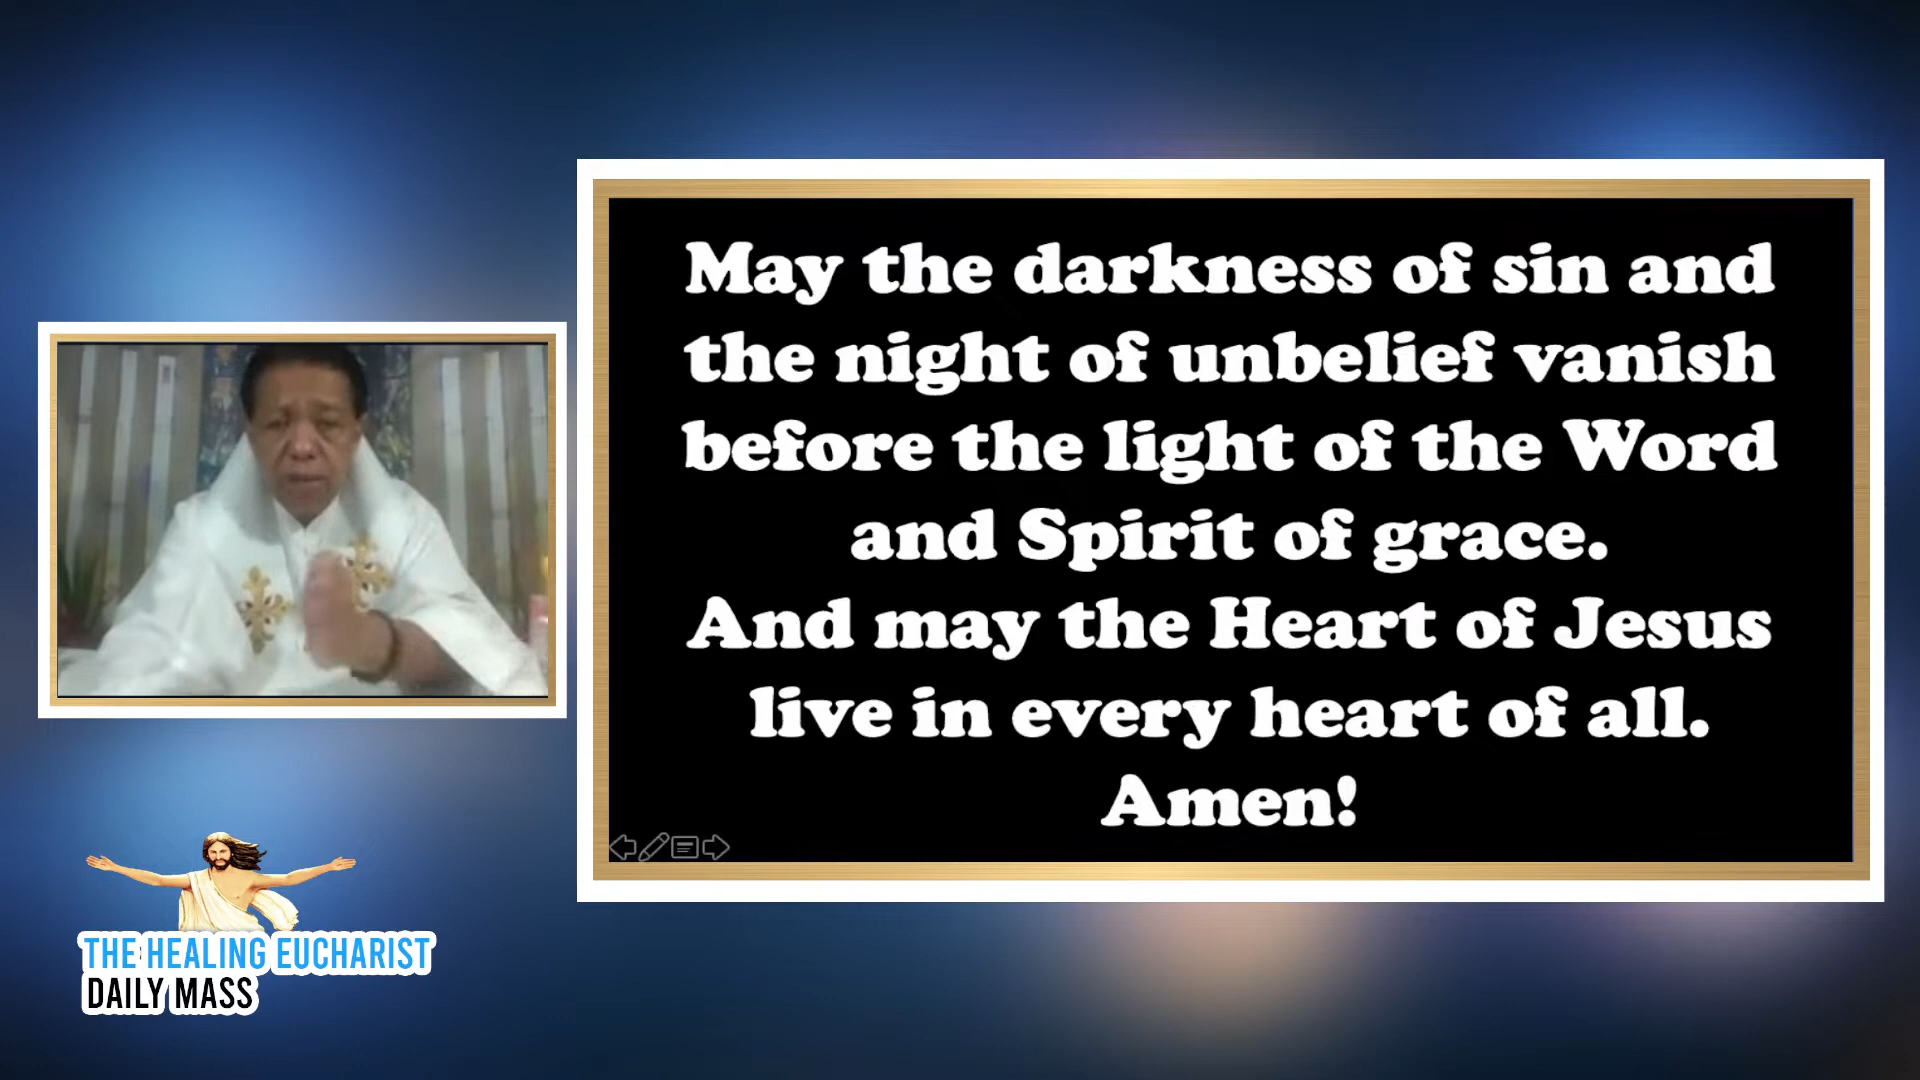 May the darkness of sin and
the night of unbelief vanish
before the light of the Word
and Spirit of grace.
And may the Heart of Jesus
live in every heart of all.
Amen!
THE HEALING EUCHARIST
DAILY MASS